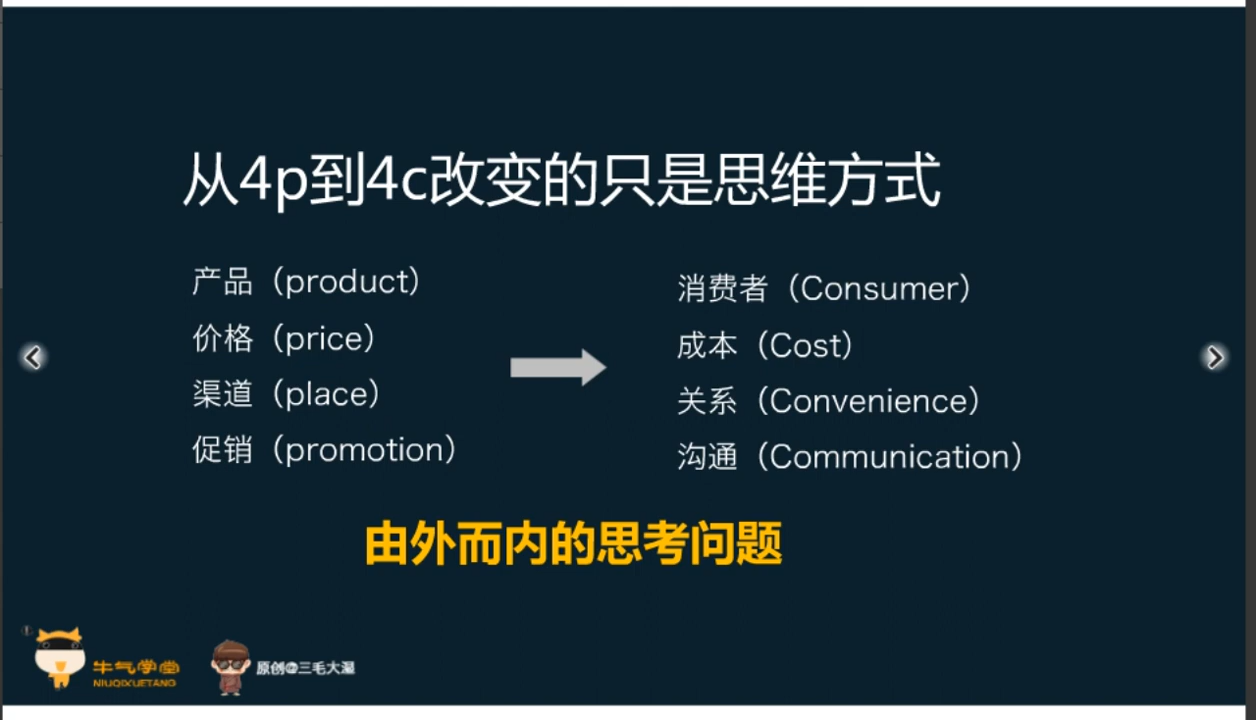 从4p到4c改变的只是思维方式
产品（product）
价格（price）
渠道（place）
促销（promotion）
消费者（Consumer）
成本（Cost）
关系（Convenience）
沟通（Communication）
由外而内的思考问题
牛气学堂
NIUQIXUETANG
原创@三毛大湿